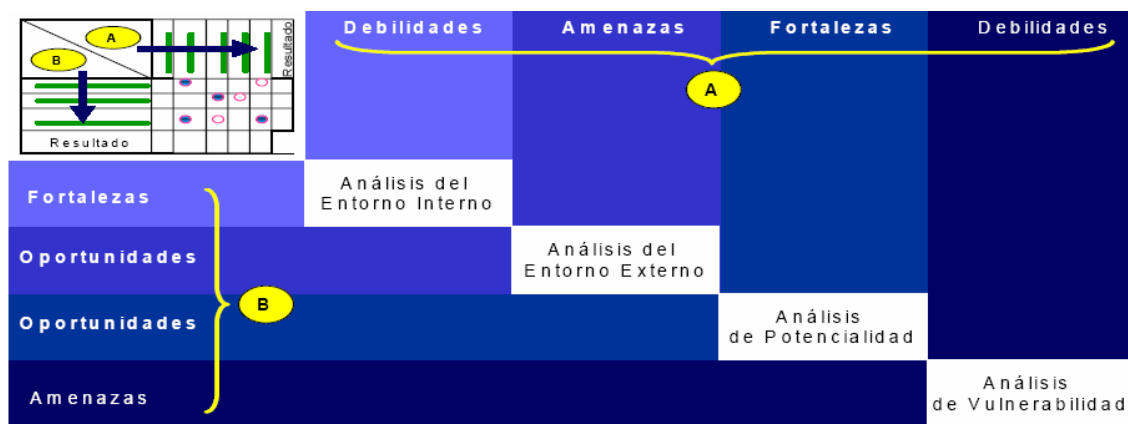 A
B
Resultado
Resultado
Debilidades
Amenazas
Fortalezas
Debilidades
A
Fortalezas
Análisis del
Entorno Interno
Oportunidades
Análisis del
Entorno Externo
B
Oportunidades
Análisis
de Potencialidad
Amenazas
Análisis
de Vulnerabilidad